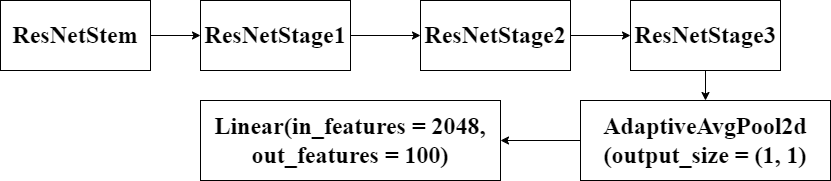 ResNetStem
ResNetStage1
ResNetStage2
ResNetStage3
AdaptiveAvgPool2d
(output_size = (1, 1)
Linear(in_features = 2048,
out_features = 100)